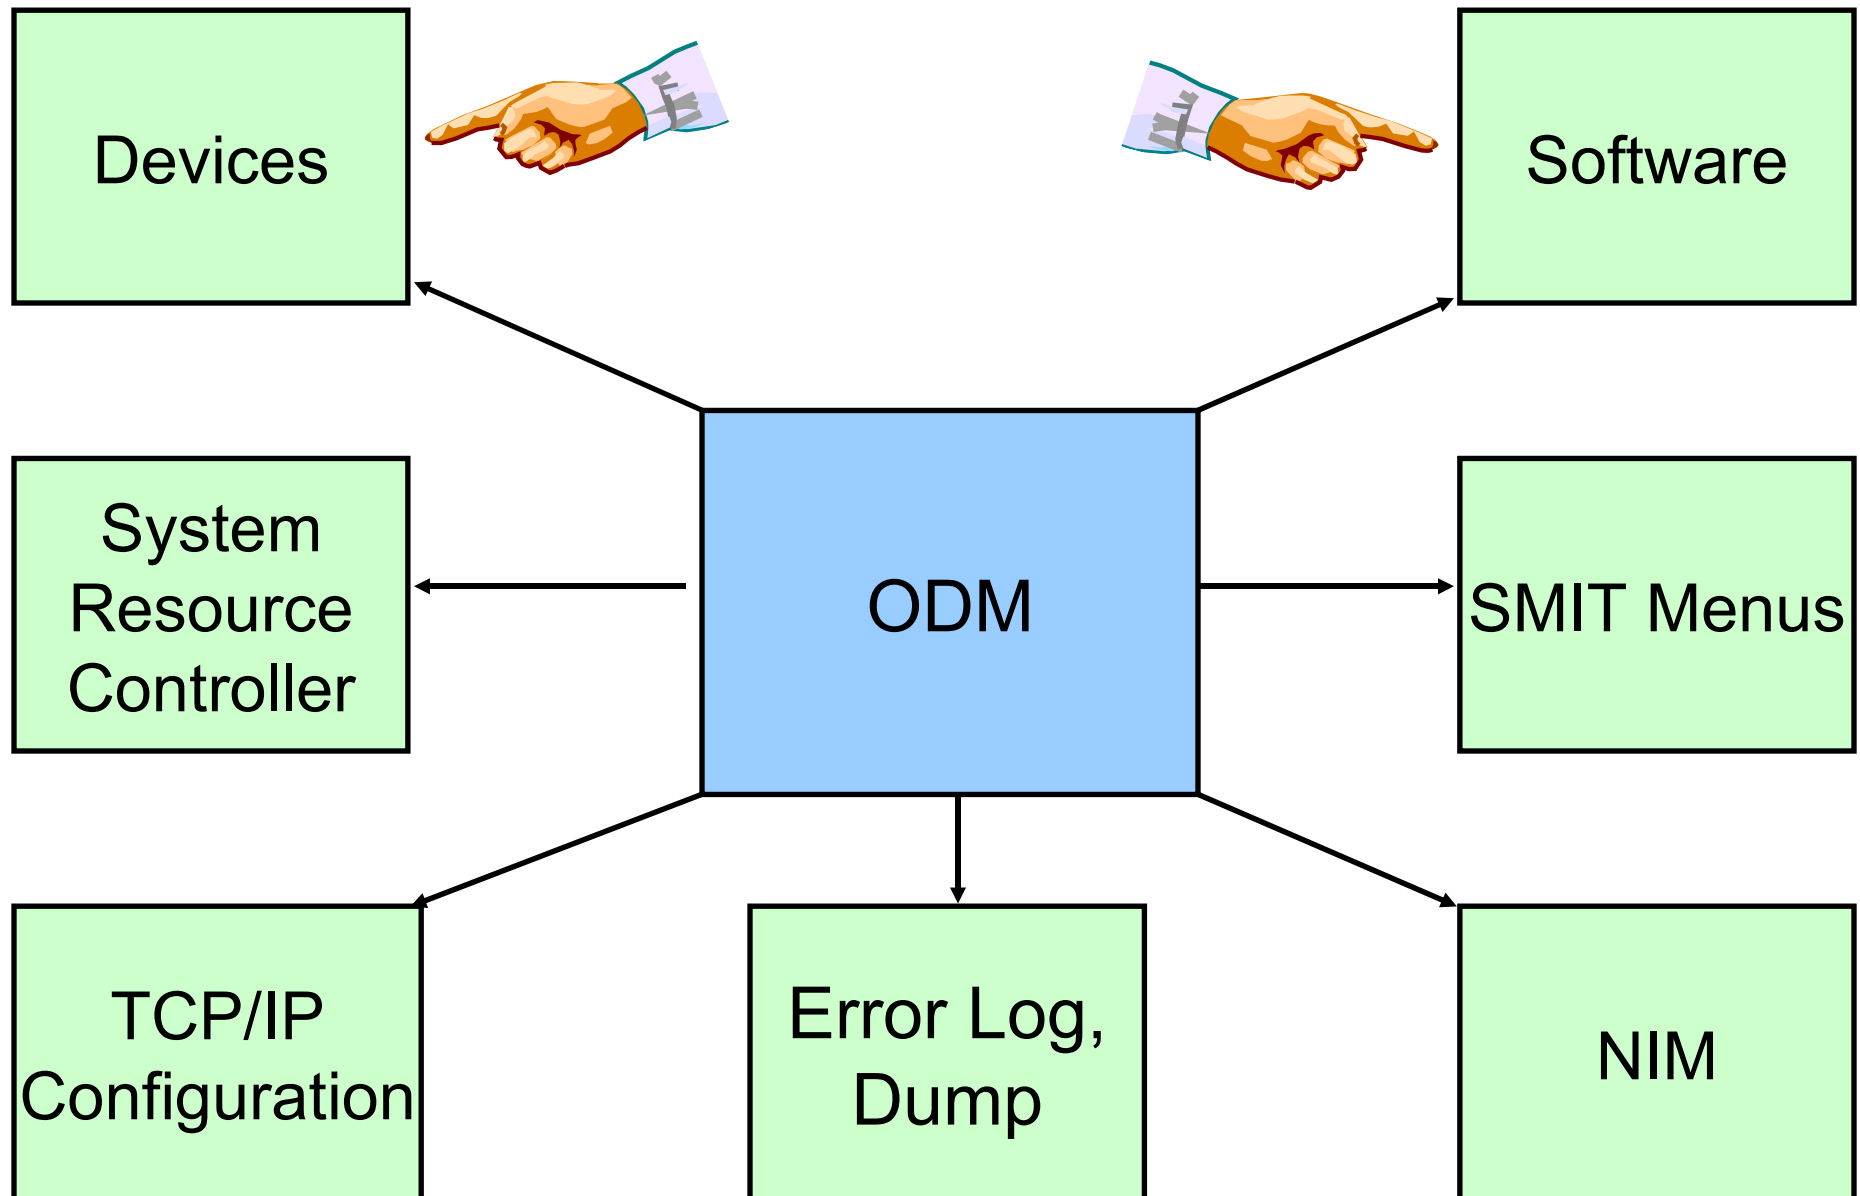 Devices
Software
System
Resource
Controller
ODM
SMIT Menus
TCP/IP
Configuration
Error Log,
Dump
NIM